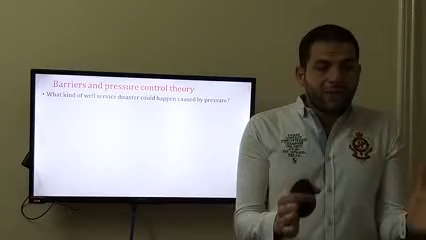 Barriers and pressure control theory
• What kind of well service disaster could happen caused by pressure?